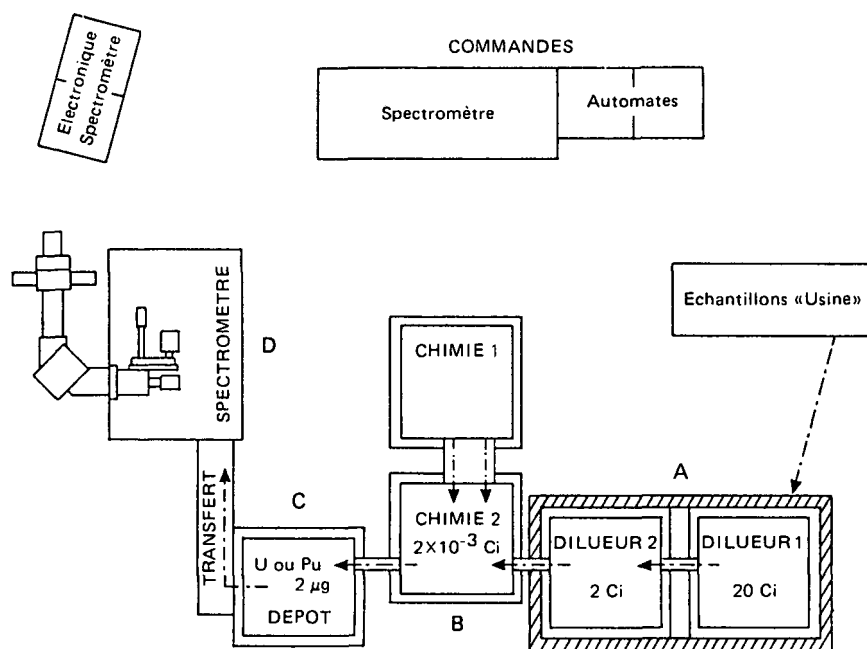 Electronique
Spectromètre
COMMANDES
Spectromètre
Automates
Echantillons «Usine»
SPECTROMETRE
D
CHIMIE 1
A
TRANSFERT
C
CHIMIE 2
2×10⁻³ Ci
DILUEUR 2
2 Ci
DILUEUR 1
20 Ci
U ou Pu
2 µg
DEPOT
B